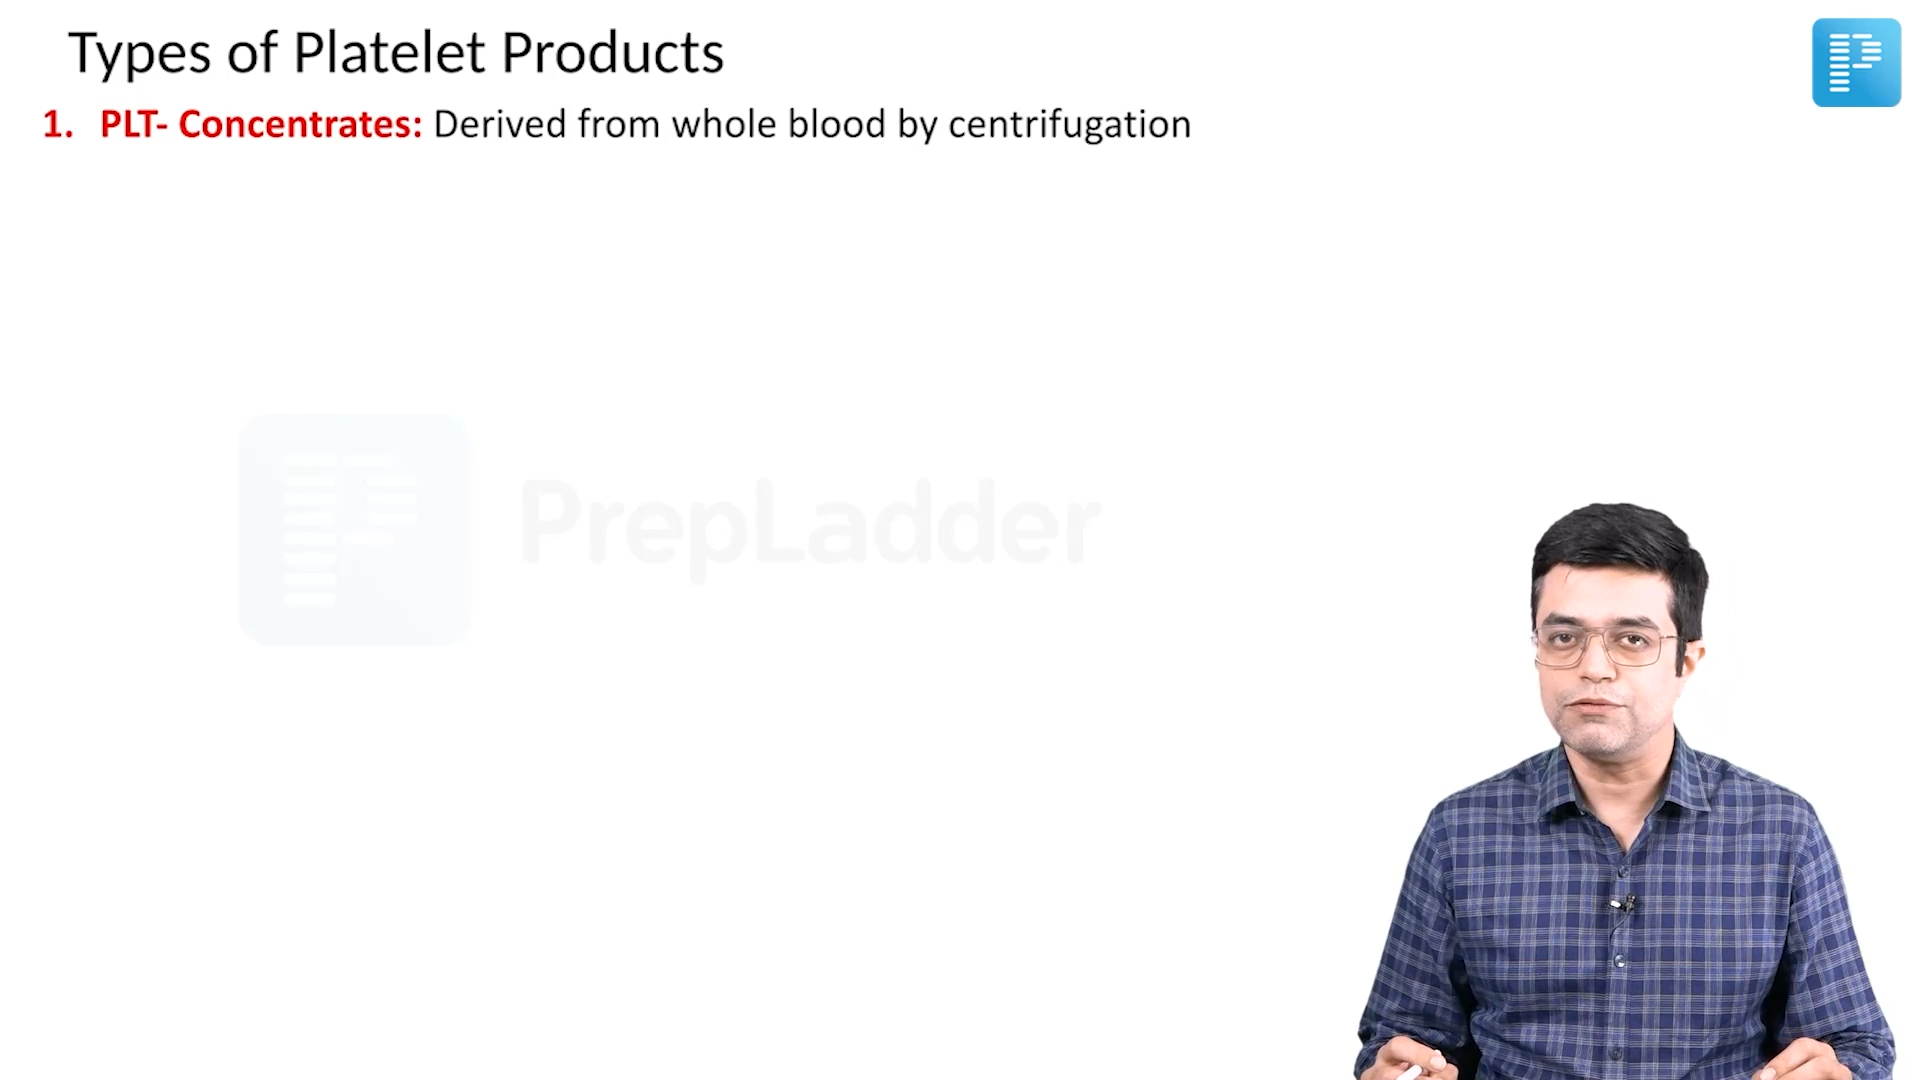 Types of Platelet Products
1. PLT- Concentrates: Derived from whole blood by centrifugation
PrepLadder